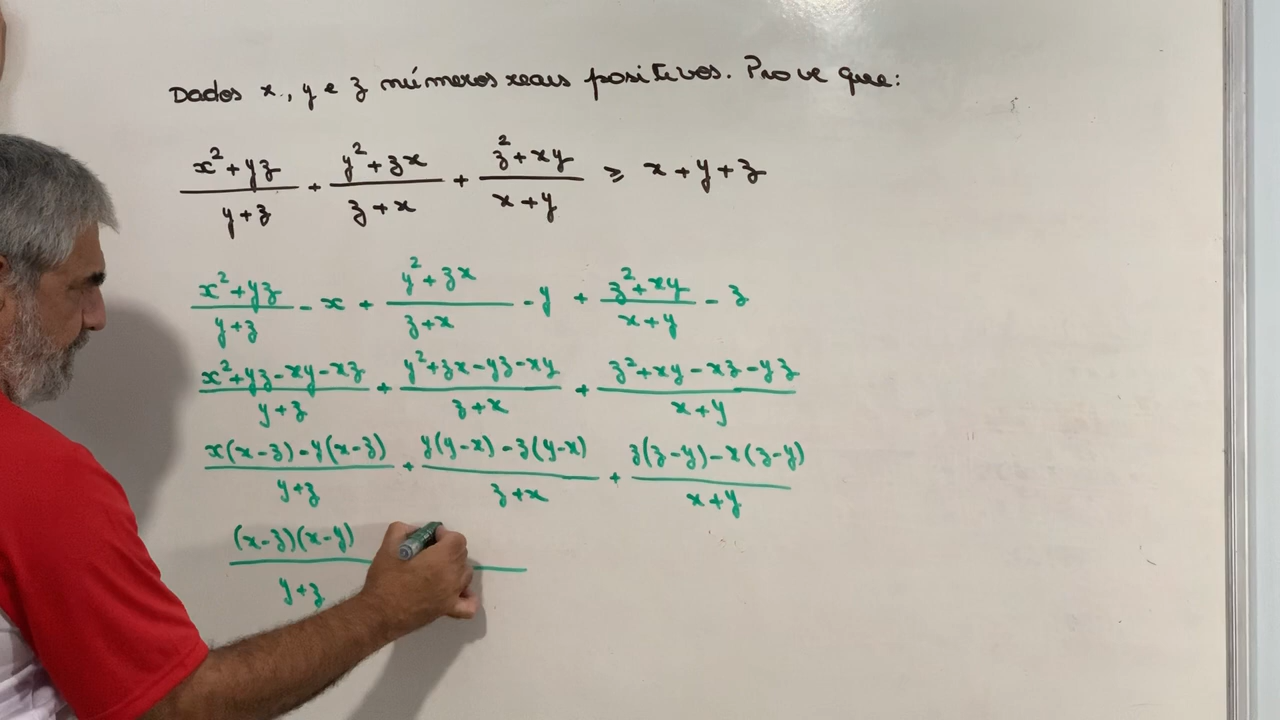 Dados x, y e z números reais positivos. Prove que:
(x²+yz)/(y+z) + (y²+zx)/(z+x) + (z²+xy)/(x+y) ≥ x+y+z
(x²+yz)/(y+z) - x + (y²+zx)/(z+x) - y + (z²+xy)/(x+y) - z
(x²+yz-xy-xz)/(y+z) + (y²+zx-yz-xy)/(z+x) + (z²+xy-xz-yz)/(x+y)
(x(x-z)-y(x-z))/(y+z) + (y(y-x)-z(y-x))/(z+x) + (z(z-y)-x(z-y))/(x+y)
(x-z)(x-y)/(y+z)